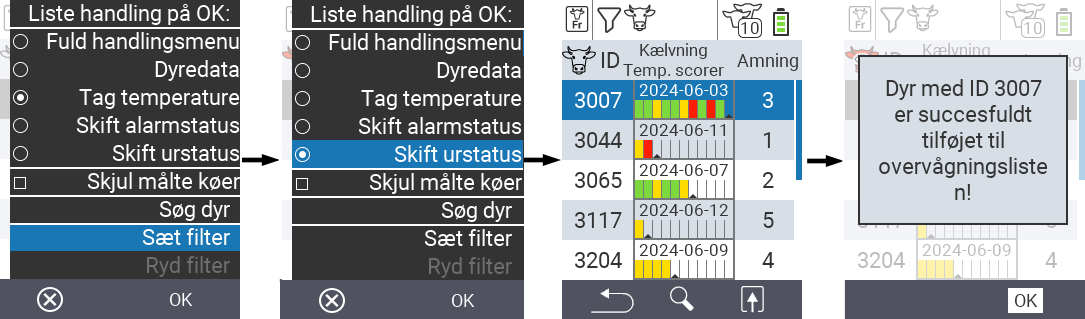 Liste handling på OK:
Fuld handlingsmenu
Dyredata
Tag temperature
Skift alarmstatus
Skift urstatus
Skjul målte køer
Søg dyr
Sæt filter
Ryd filter
OK
Liste handling på OK:
Fuld handlingsmenu
Dyredata
Tag temperature
Skift alarmstatus
Skift urstatus
Skjul målte køer
Søg dyr
Sæt filter
Ryd filter
OK
Fr 10
ID Kælvning Amning
Temp. scorer
3007 2024-06-03 3
3044 2024-06-11 1
3065 2024-06-07 2
3117 2024-06-12 5
3204 2024-06-09 4
Fr 10
ID Kælvning
Dyr med ID 3007
er succesfuldt
tilføjet til
overvågningsliste
n!
3204 2024-06-09 4
OK